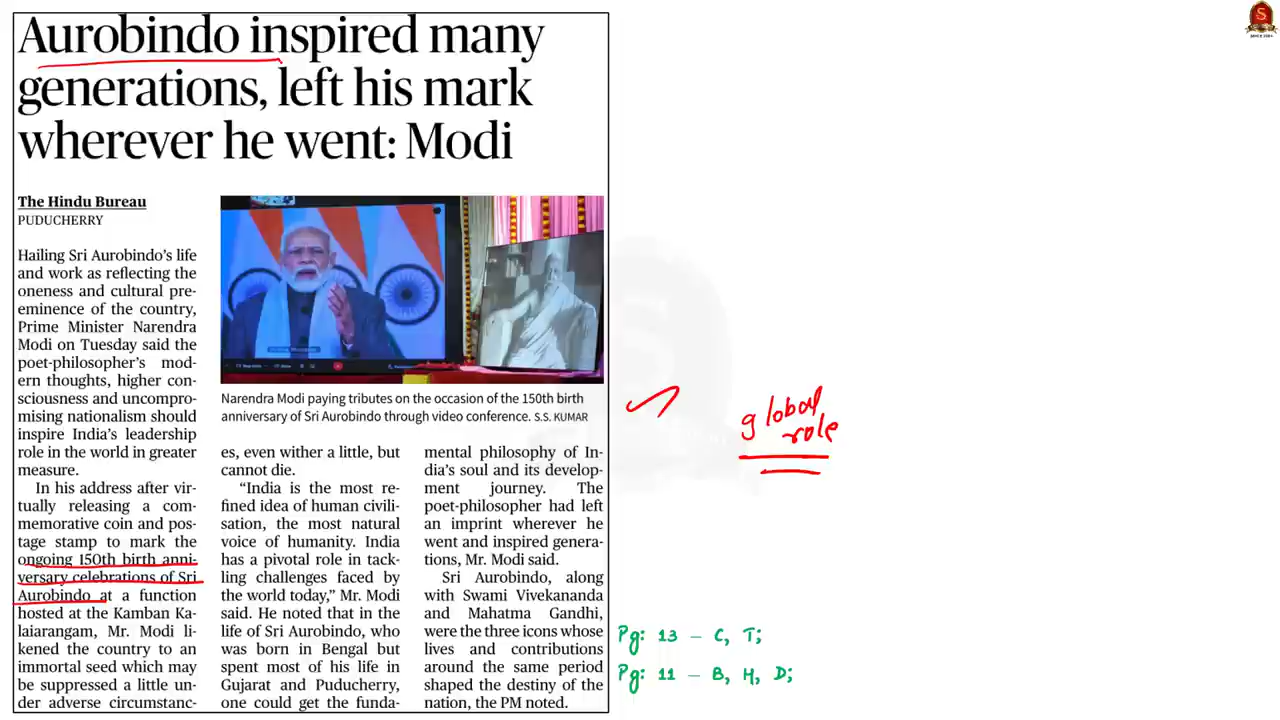 Aurobindo inspired many
generations, left his mark
wherever he went: Modi
The Hindu Bureau
PUDUCHERRY
Hailing Sri Aurobindo's life
and work as reflecting the
oneness and cultural pre-
eminence of the country,
Prime Minister Narendra
Modi on Tuesday said the
poet-philosopher's mod-
ern thoughts, higher con-
sciousness and uncompro-
mising nationalism should
inspire India's leadership
role in the world in greater
measure.
In his address after vir-
tually releasing a com-
memorative coin and pos-
tage stamp to mark the
ongoing 150th birth anni-
versary celebrations of Sri
Aurobindo at a function
hosted at the Kamban Ka-
laiarangam, Mr. Modi li-
kened the country to an
immortal seed which may
be suppressed a little un-
der adverse circumstanc-
Narendra Modi paying tributes on the occasion of the 150th birth
anniversary of Sri Aurobindo through video conference. S.S. KUMAR
es, even wither a little, but
cannot die.
"India is the most re-
fined idea of human civili-
sation, the most natural
voice of humanity. India
has a pivotal role in tack-
ling challenges faced by
the world today," Mr. Modi
said. He noted that in the
life of Sri Aurobindo, who
was born in Bengal but
spent most of his life in
Gujarat and Puducherry,
one could get the funda-
mental philosophy of In-
dia's soul and its develop-
ment journey. The
poet-philosopher had left
an imprint wherever he
went and inspired genera-
tions, Mr. Modi said.
Sri Aurobindo, along
with Swami Vivekananda
and Mahatma Gandhi,
were the three icons whose
lives and contributions
around the same period
shaped the destiny of the
nation, the PM noted.
global
role
Pg: 13 – C, T;
Pg: 11 – B, H, D;
S
SINCE 2004